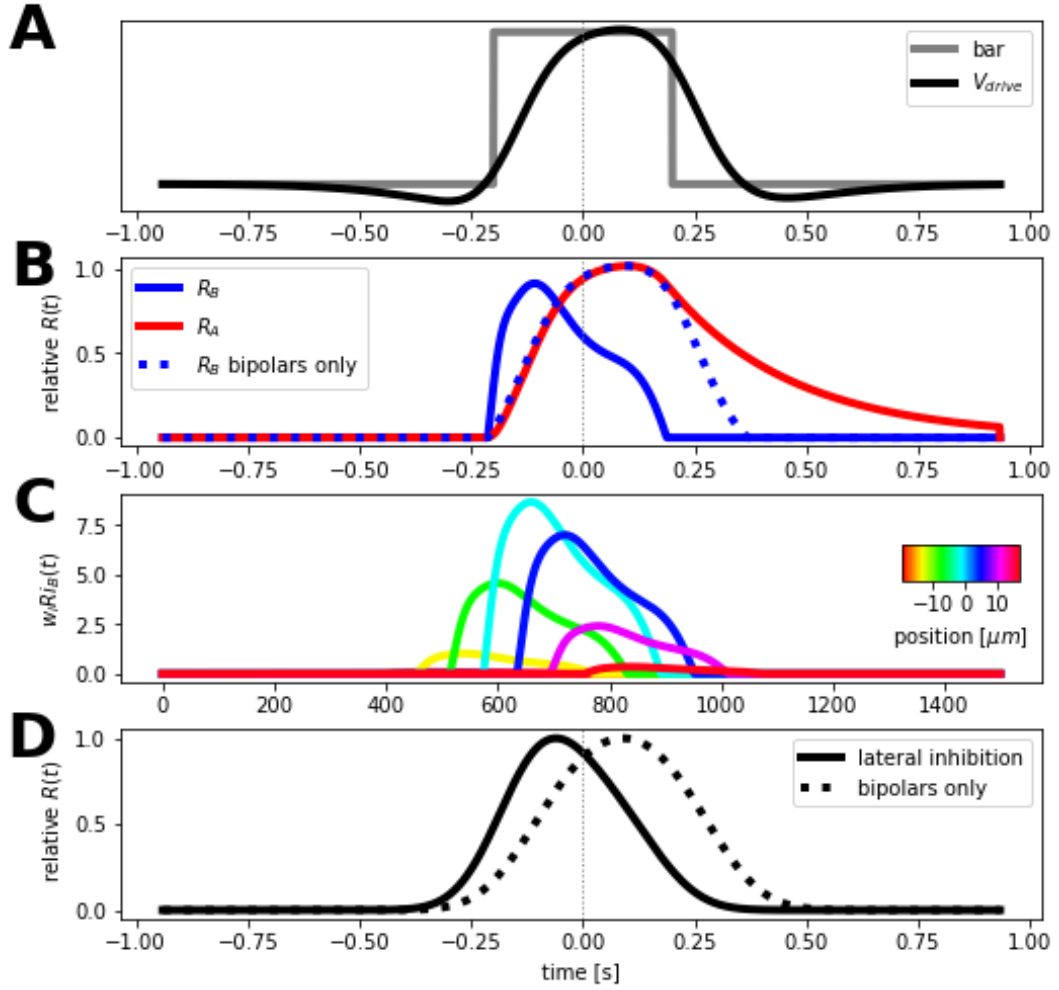 A
bar
V_drive
−1.00 −0.75 −0.50 −0.25 0.00 0.25 0.50 0.75 1.00
B
relative R(t)
1.0
0.5
0.0
R_B
R_A
R_B bipolars only
−1.00 −0.75 −0.50 −0.25 0.00 0.25 0.50 0.75 1.00
C
w_iRi_B(t)
7.5
5.0
2.5
0.0
−10 0 10
position [μm]
0 200 400 600 800 1000 1200 1400
D
relative R(t)
1.0
0.5
0.0
lateral inhibition
bipolars only
−1.00 −0.75 −0.50 −0.25 0.00 0.25 0.50 0.75 1.00
time [s]